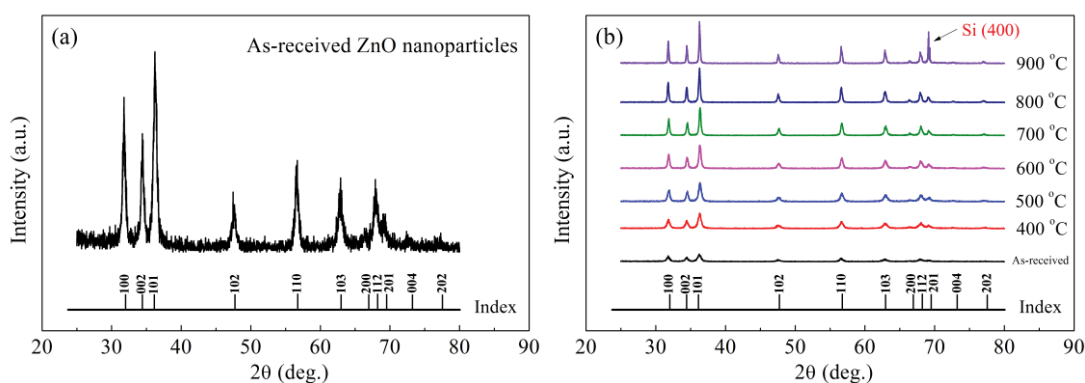 (a)
As-received ZnO nanoparticles
Intensity (a.u.)
100 002 101 102 110 103 200 112 201 004 202
Index
20 30 40 50 60 70 80 90
2θ (deg.)
(b)
Si (400)
900 °C
800 °C
700 °C
600 °C
500 °C
400 °C
As-received
Intensity (a.u.)
100 002 101 102 110 103 200 112 201 004 202
Index
20 30 40 50 60 70 80 90
2θ (deg.)